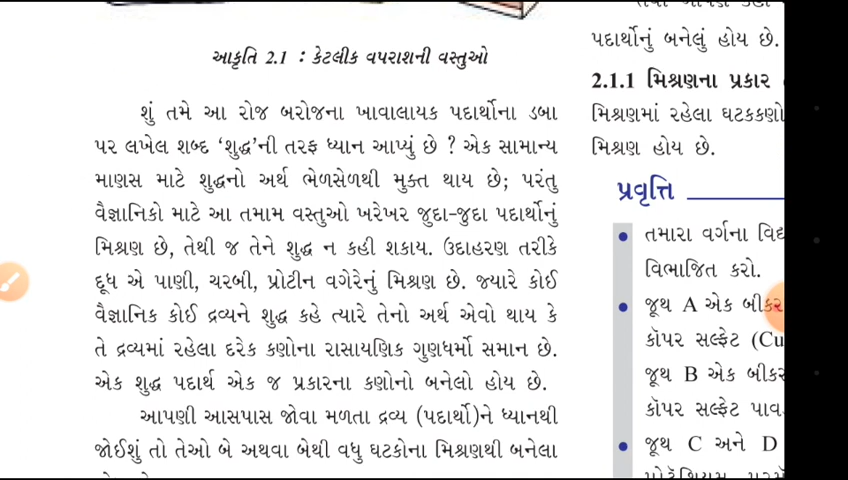 આકૃતિ 2.1 : કેટલીક વપરાશની વસ્તુઓ
શું તમે આ રોજ બરોજના ખાવાલાયક પદાર્થોના ડબા
પર લખેલ શબ્દ ‘શુદ્ધ’ની તરફ ધ્યાન આપ્યું છે ? એક સામાન્ય
માણસ માટે શુદ્ધનો અર્થ ભેળસેળથી મુક્ત થાય છે; પરંતુ
વૈજ્ઞાનિકો માટે આ તમામ વસ્તુઓ ખરેખર જુદા-જુદા પદાર્થોનું
મિશ્રણ છે, તેથી જ તેને શુદ્ધ ન કહી શકાય. ઉદાહરણ તરીકે
દૂધ એ પાણી, ચરબી, પ્રોટીન વગેરેનું મિશ્રણ છે. જ્યારે કોઈ
વૈજ્ઞાનિક કોઈ દ્રવ્યને શુદ્ધ કહે ત્યારે તેનો અર્થ એવો થાય કે
તે દ્રવ્યમાં રહેલા દરેક કણોના રાસાયણિક ગુણધર્મો સમાન છે.
એક શુદ્ધ પદાર્થ એક જ પ્રકારના કણોનો બનેલો હોય છે.
આપણી આસપાસ જોવા મળતા દ્રવ્ય (પદાર્થો)ને ધ્યાનથી
જોઈશું તો તેઓ બે અથવા બેથી વધુ ઘટકોના મિશ્રણથી બનેલા
પદાર્થોનું બનેલું હોય છે.
2.1.1 મિશ્રણના પ્રકાર
મિશ્રણમાં રહેલા ઘટકકણો
મિશ્રણ હોય છે.
પ્રવૃત્તિ
• તમારા વર્ગના વિદ્ય
વિભાજિત કરો.
• જૂથ A એક બીકર
કૉપર સલ્ફેટ (Cu
જૂથ B એક બીકર
કૉપર સલ્ફેટ પાવ
• જૂથ C અને D